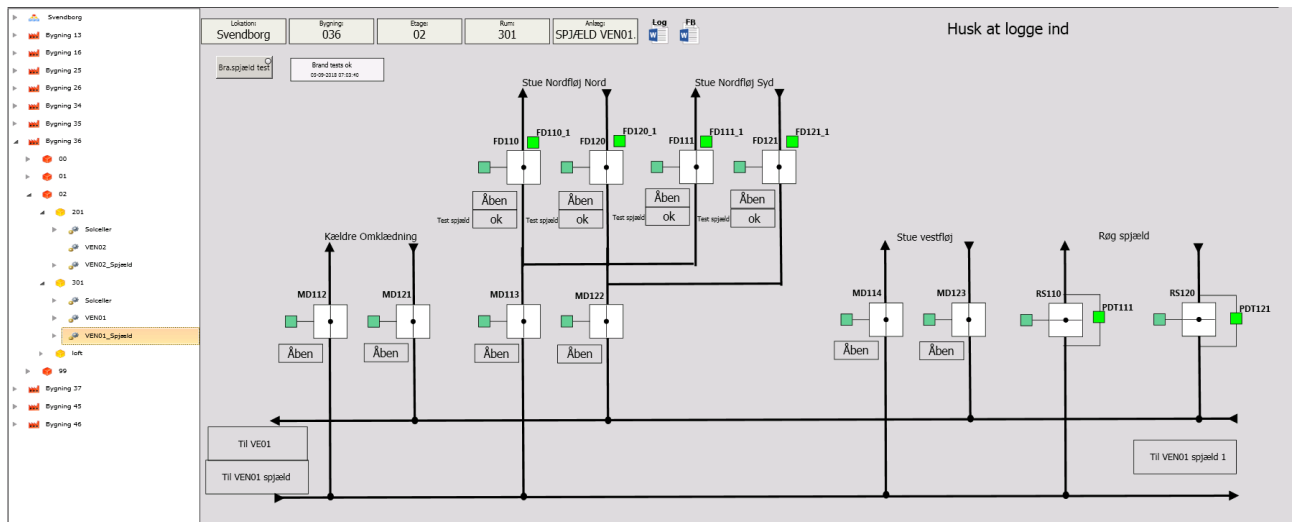 Svendborg
Bygning 13
Bygning 16
Bygning 25
Bygning 26
Bygning 34
Bygning 35
Bygning 36
00
01
02
201
Solceller
VEN02
VEN02_Spjæld
301
Solceller
VEN01
VEN01_Spjæld
loft
99
Bygning 37
Bygning 45
Bygning 46
Lokation: Bygning: Etage: Rum: Anlæg: Log FB
Svendborg 036 02 301 SPJÆLD VEN01.
Husk at logge ind
Bra.spjæld test
Brand tests ok
03-09-2018 07:03:40
Stue Nordfløj Nord Stue Nordfløj Syd
FD110 FD110_1 FD120 FD120_1 FD111 FD111_1 FD121 FD121_1
Åben Åben Åben Åben
Test spjæld ok Test spjæld ok Test spjæld ok Test spjæld ok
Kældre Omklædning Stue vestfløj Røg spjæld
MD112 MD121 MD113 MD122 MD114 MD123 RS110 PDT111 RS120 PDT121
Åben Åben Åben Åben Åben Åben
Til VE01
Til VEN01 spjæld
Til VEN01 spjæld 1